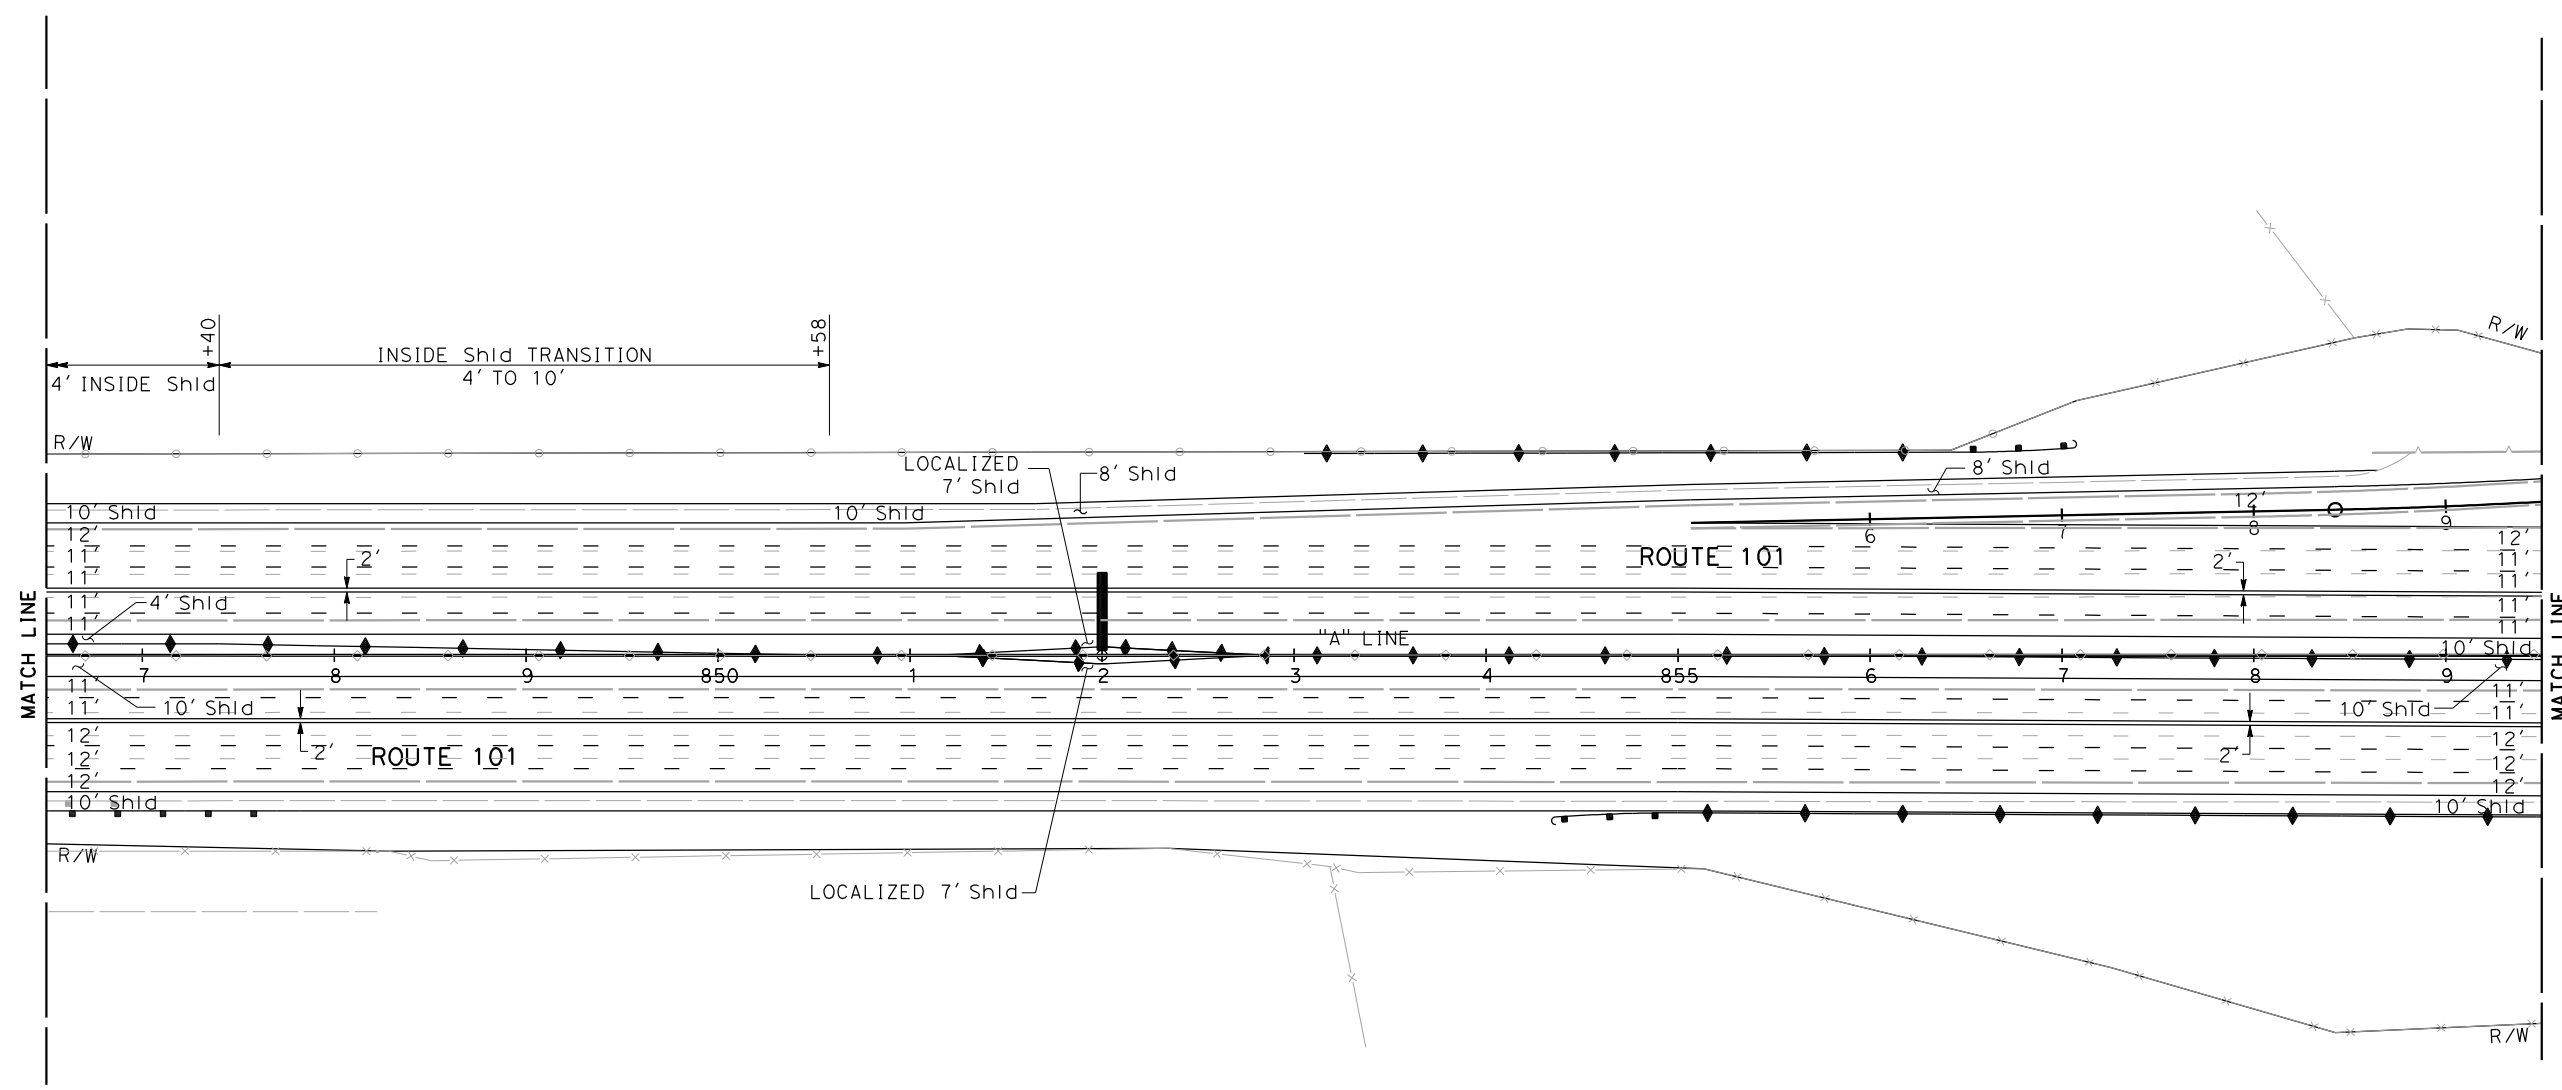 +40
+58
INSIDE Shld TRANSITION
4' INSIDE Shld
4' TO 10'
R/W
R/W
LOCALIZED
7' Shld
8' Shld
8' Shld
10' Shld
10' Shld
12'
12'
11'
11'
11'
11'
2'
4' Shld
6
7
8
9
ROUTE 101
12'
11'
11'
11'
11'
2'
"A" LINE
10' Shld
MATCH LINE
MATCH LINE
7
8
9
850
1
2
3
4
855
6
7
8
9
11'
11'
10' Shld
12'
12'
12'
2'
ROUTE 101
10' Shld
11'
11'
10' Shld
12'
12'
12'
2'
10' Shld
R/W
LOCALIZED 7' Shld
R/W